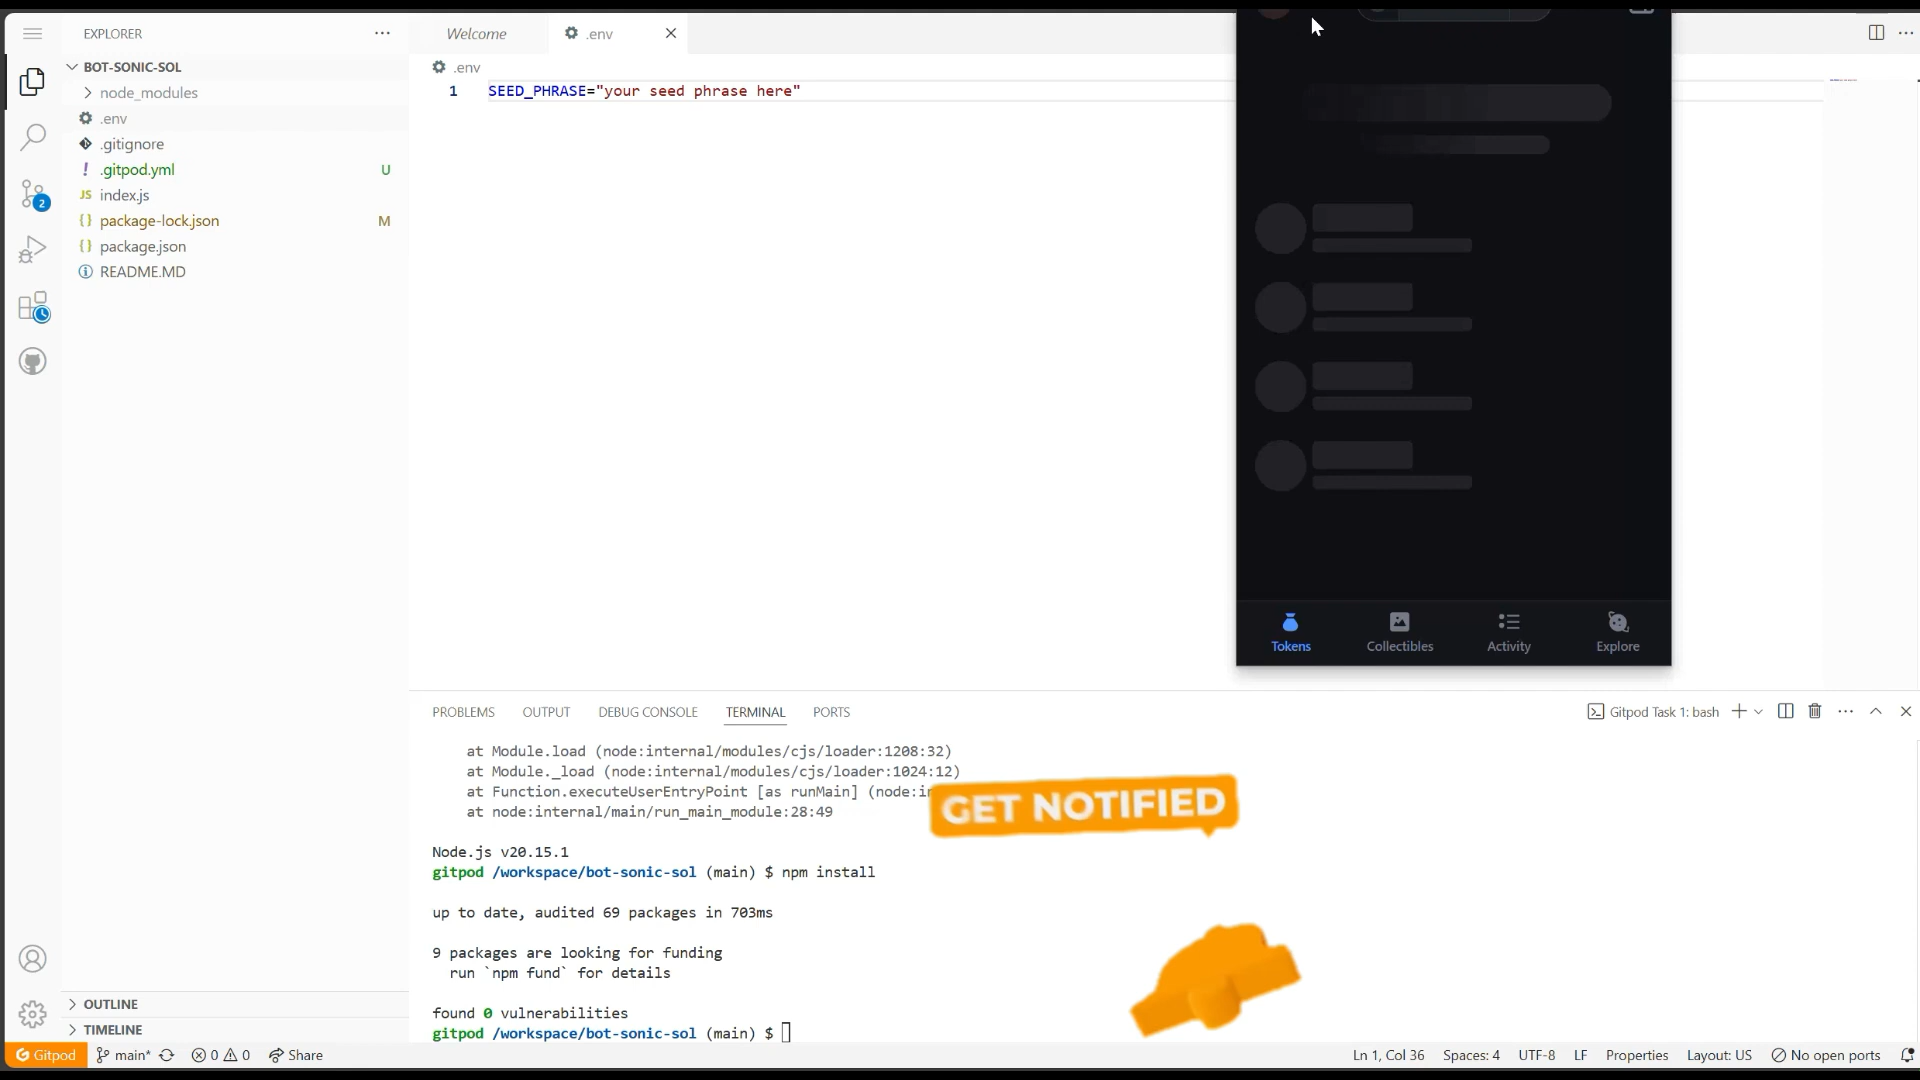 EXPLORER
Welcome
.env
BOT-SONIC-SOL
node_modules
.env
.gitignore
.gitpod.yml U
index.js
package-lock.json M
package.json
README.MD
2
JS
.env
1 SEED_PHRASE="your seed phrase here"
Tokens
Collectibles
Activity
Explore
PROBLEMS
OUTPUT
DEBUG CONSOLE
TERMINAL
PORTS
Gitpod Task 1: bash
at Module.load (node:internal/modules/cjs/loader:1208:32)
at Module._load (node:internal/modules/cjs/loader:1024:12)
at Function.executeUserEntryPoint [as runMain] (node:in
at node:internal/main/run_main_module:28:49
GET NOTIFIED
Node.js v20.15.1
gitpod /workspace/bot-sonic-sol (main) $ npm install
up to date, audited 69 packages in 703ms
9 packages are looking for funding
run `npm fund` for details
found 0 vulnerabilities
gitpod /workspace/bot-sonic-sol (main) $
OUTLINE
TIMELINE
Gitpod
main*
0 0
Share
Ln 1, Col 36
Spaces: 4
UTF-8
LF
Properties
Layout: US
No open ports